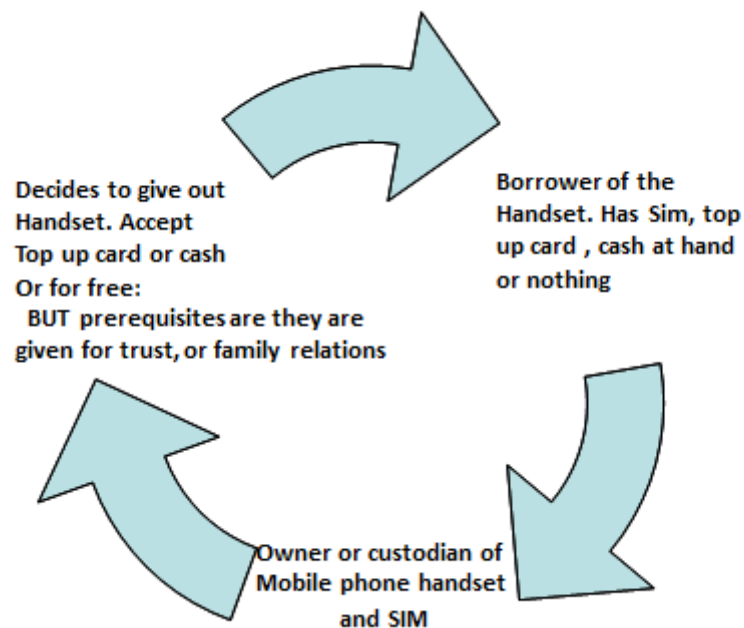 Decides to give out
Handset. Accept
Top up card or cash
Or for free:
BUT prerequisites are they are
given for trust, or family relations
Borrower of the
Handset. Has Sim, top
up card , cash at hand
or nothing
Owner or custodian of
Mobile phone handset
and SIM